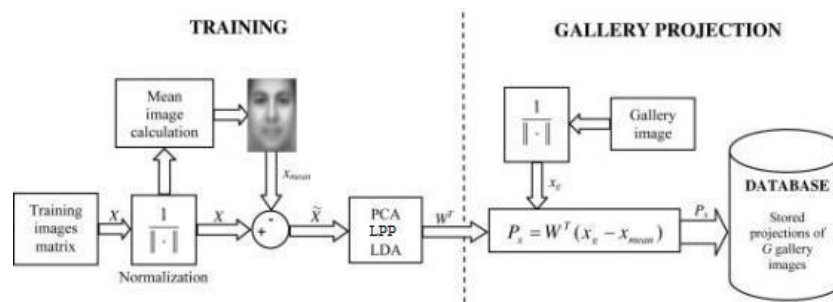 TRAINING
GALLERY PROJECTION
Mean
image
calculation
x_mean
Training
images
matrix
X
1
‖ · ‖
Normalization
X
+ -
X̃
PCA
LPP
LDA
W^T
1
‖ · ‖
Gallery
image
x_g
P_s = W^T (x_g − x_mean)
P_s
DATABASE
Stored
projections of
G gallery
images